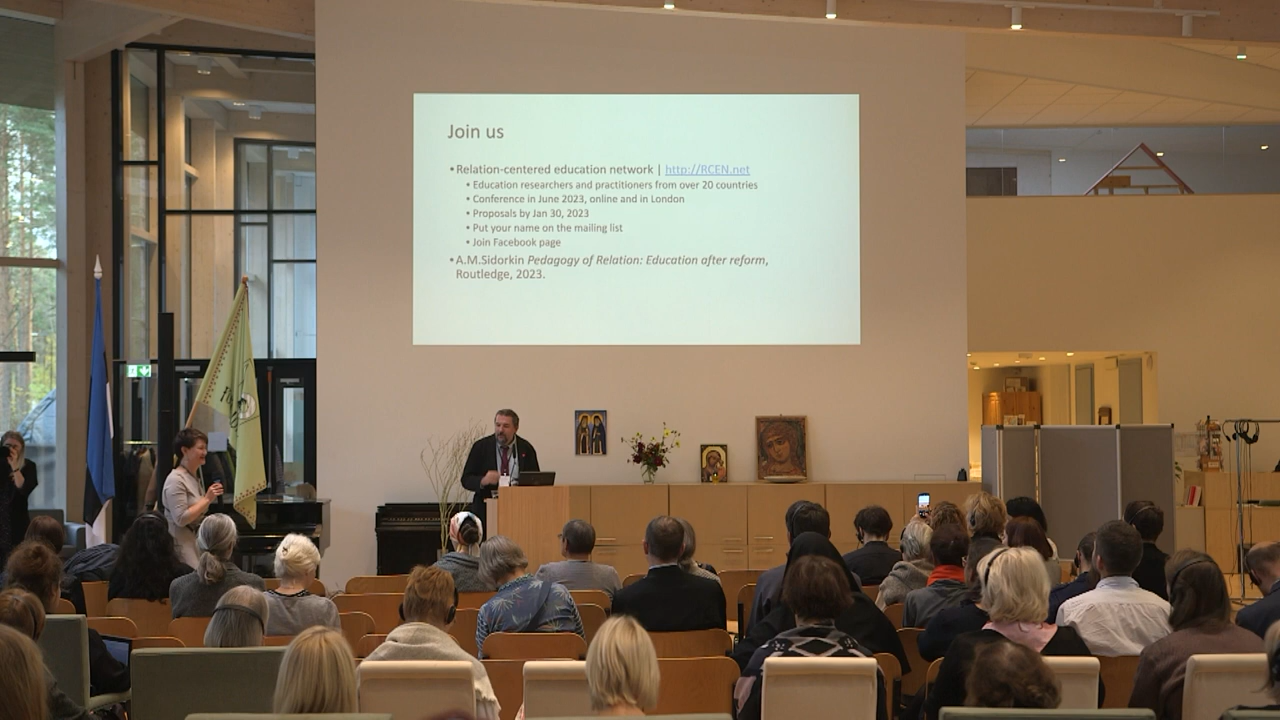 Join us
•Relation-centered education network | http://RCEN.net
• Education researchers and practitioners from over 20 countries
• Conference in June 2023, online and in London
• Proposals by Jan 30, 2023
• Put your name on the mailing list
• Join Facebook page
•A.M.Sidorkin Pedagogy of Relation: Education after reform,
Routledge, 2023.